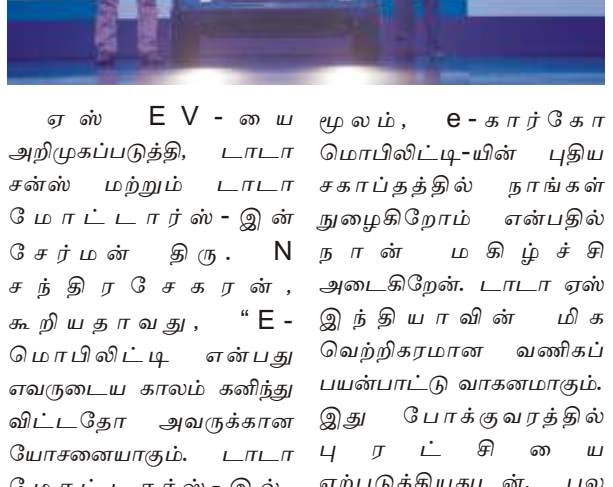 ஏஸ் EV-யை
அறிமுகப்படுத்தி, டாடா
சன்ஸ் மற்றும் டாடா
மோட்டார்ஸ்-இன்
சேர்மன் திரு. N
சந்திரசேகரன்,
கூறியதாவது, “E-
மொபிலிட்டி என்பது
எவருடைய காலம் கனிந்து
விட்டதோ அவருக்கான
யோசனையாகும். டாடா
மோட்டார்ஸ்-இல்,
மூலம், e-கார்கோ
மொபிலிட்டி-யின் புதிய
சகாப்தத்தில் நாங்கள்
நுழைகிறோம் என்பதில்
நான் மகிழ்ச்சி
அடைகிறேன். டாடா ஏஸ்
இந்தியாவின் மிக
வெற்றிகரமான வணிகப்
பயன்பாட்டு வாகனமாகும்.
இது போக்குவரத்தில்
புரட்சியை
ஏற்படுத்தியதுடன், பல